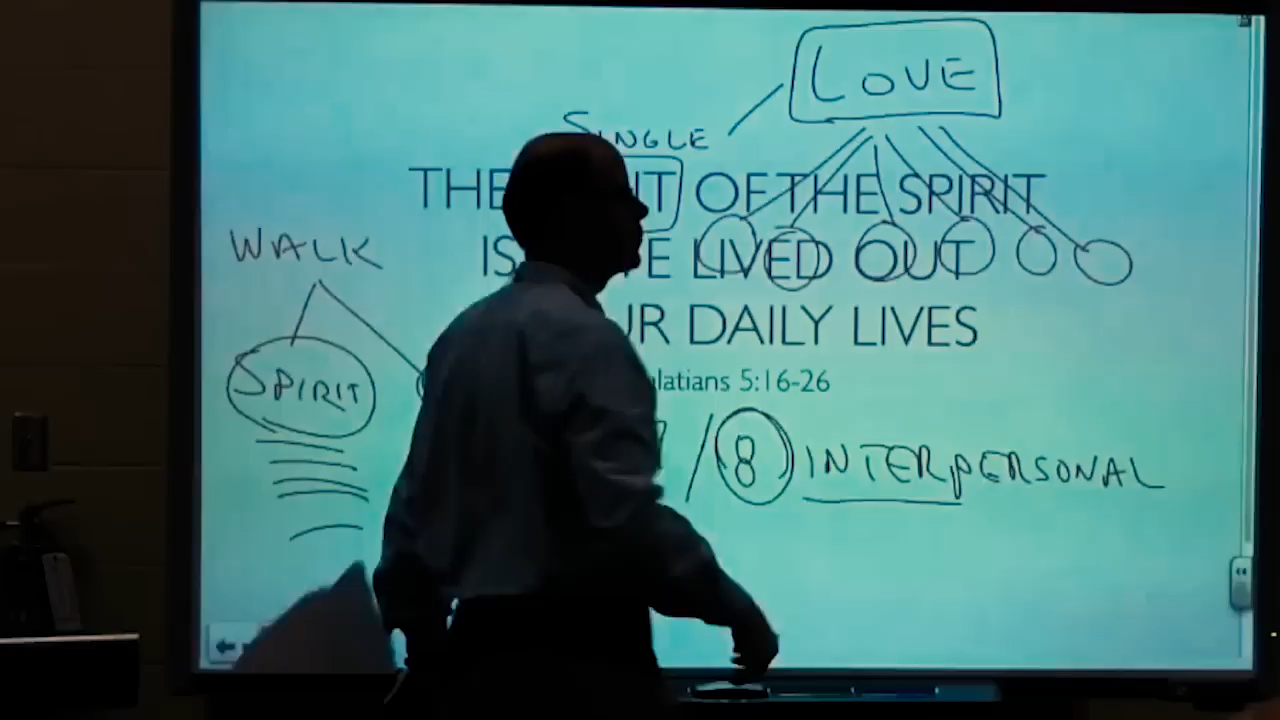 LOVE
SINGLE
THE IT OF THE SPIRIT
IS E LIVED OUT
UR DAILY LIVES
latians 5:16-26
WALK
SPIRIT
/ 8 INTERPERSONAL